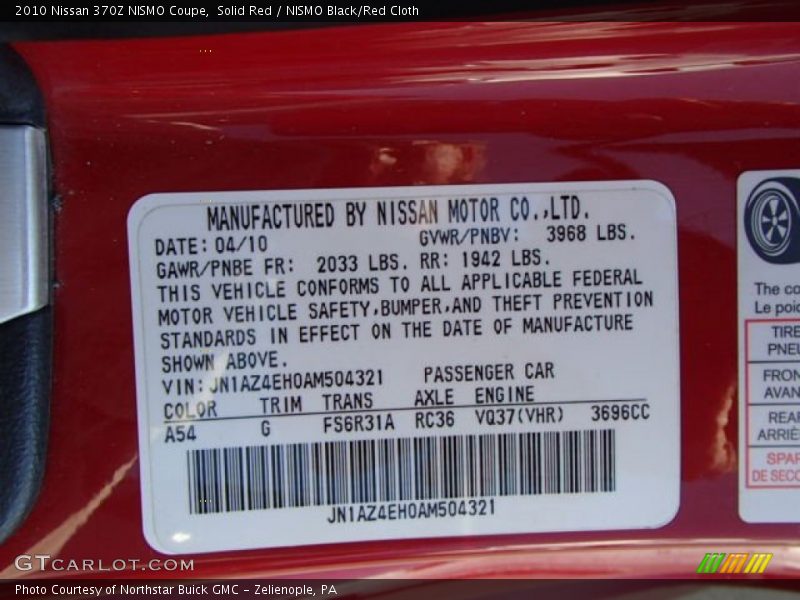 2010 Nissan 370Z NISMO Coupe, Solid Red / NISMO Black/Red Cloth
MANUFACTURED BY NISSAN MOTOR CO.,LTD.
DATE: 04/10 GVWR/PNBV: 3968 LBS.
GAWR/PNBE FR: 2033 LBS. RR: 1942 LBS.
THIS VEHICLE CONFORMS TO ALL APPLICABLE FEDERAL
MOTOR VEHICLE SAFETY,BUMPER,AND THEFT PREVENTION
STANDARDS IN EFFECT ON THE DATE OF MANUFACTURE
SHOWN ABOVE.
VIN: JN1AZ4EH0AM504321 PASSENGER CAR
COLOR TRIM TRANS AXLE ENGINE
A54 G FS6R31A RC36 VQ37(VHR) 3696CC
JN1AZ4EH0AM504321
The co
Le poid
TIRE
PNEU
FRON
AVAN
REAR
ARRIÈ
SPAR
DE SECO
GTCARLOT.COM
Photo Courtesy of Northstar Buick GMC - Zelienople, PA